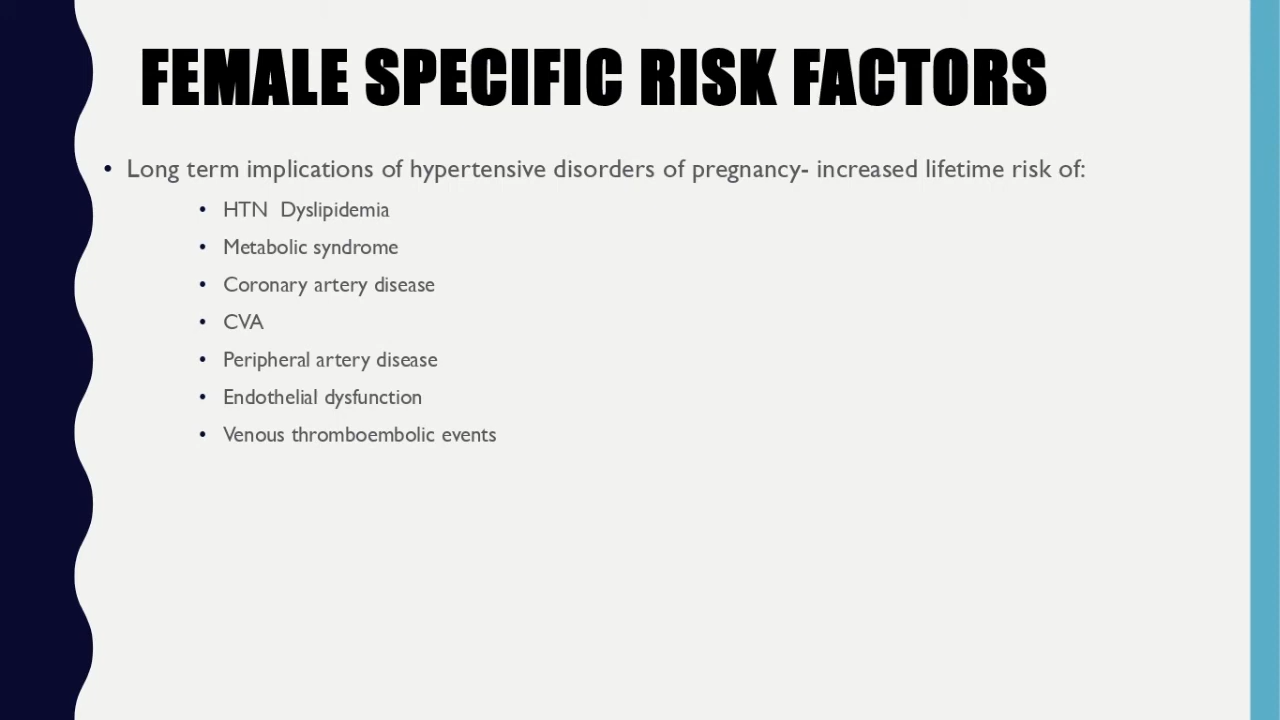 FEMALE SPECIFIC RISK FACTORS
• Long term implications of hypertensive disorders of pregnancy- increased lifetime risk of:
• HTN  Dyslipidemia
• Metabolic syndrome
• Coronary artery disease
• CVA
• Peripheral artery disease
• Endothelial dysfunction
• Venous thromboembolic events